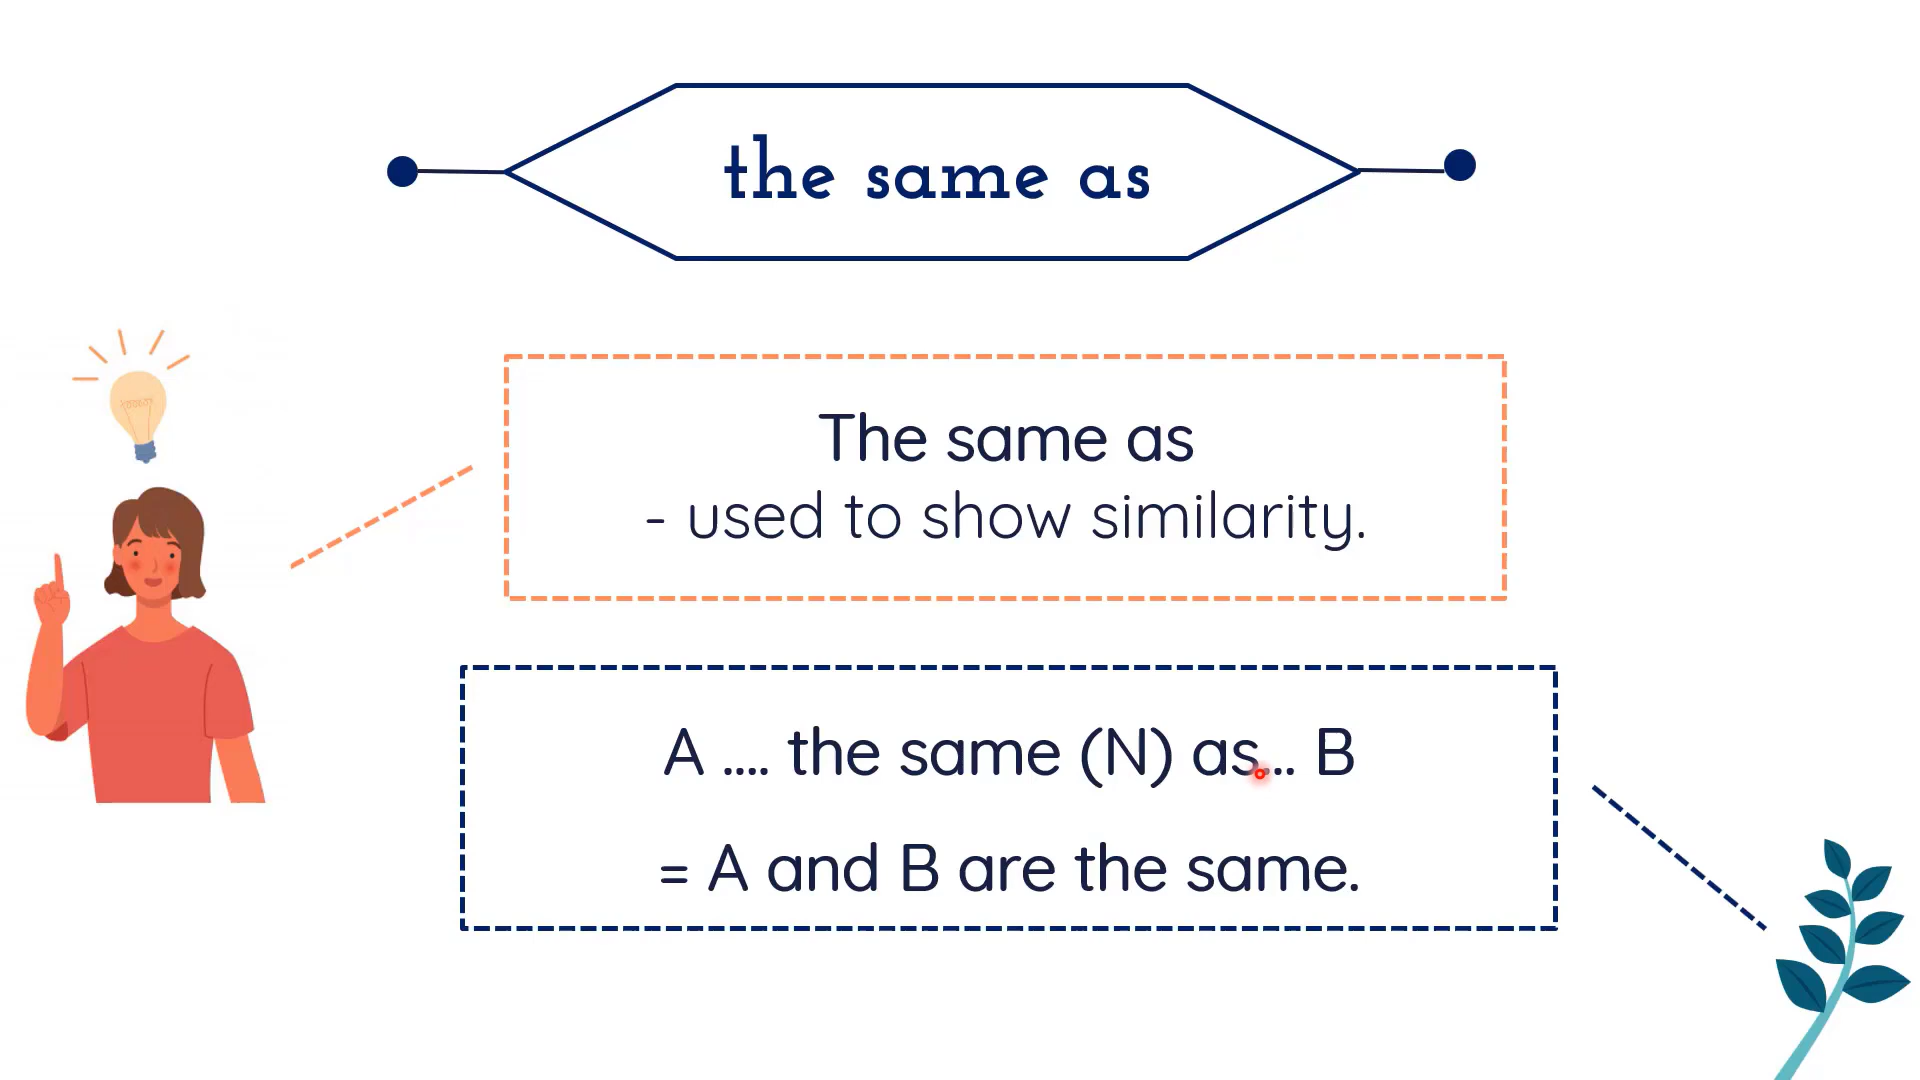 the same as
The same as
- used to show similarity.
A .... the same (N) as... B
= A and B are the same.